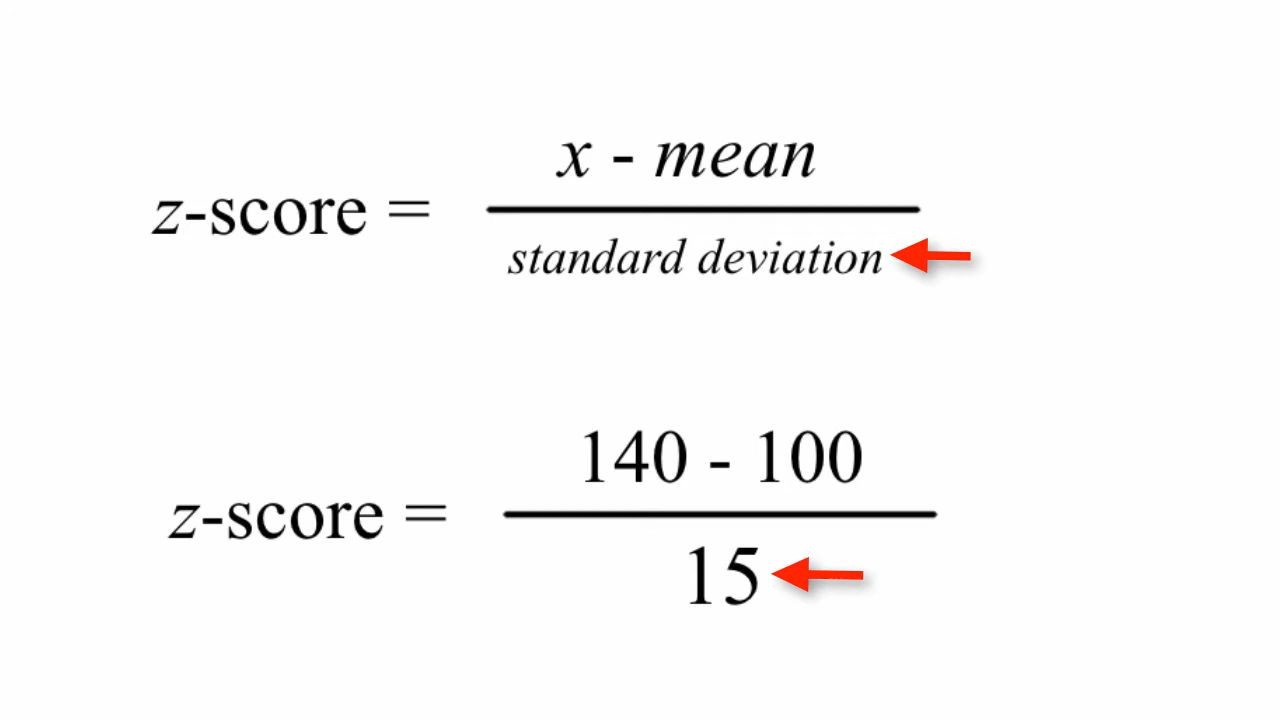 x - mean
z-score =
standard deviation
140 - 100
z-score =
15